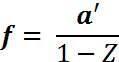 𝒇 = 𝒂′ / (1 − Z)